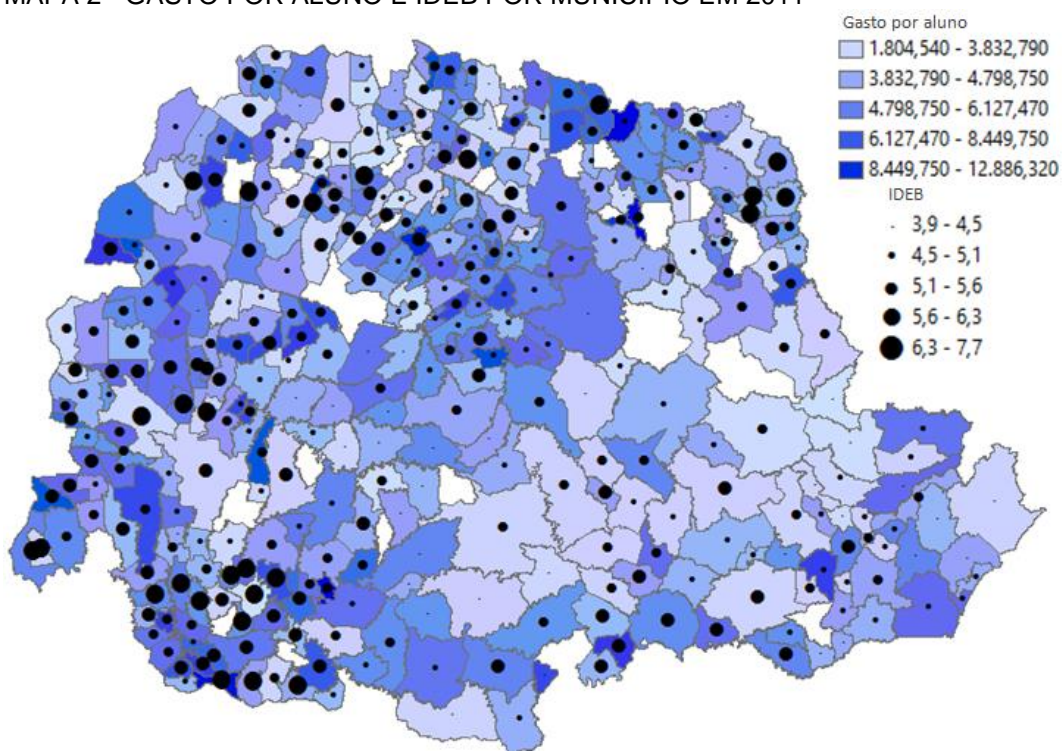 MAPA 2 - GASTO POR ALUNO E IDEB POR MUNICÍPIO EM 2011
Gasto por aluno
1.804,540 - 3.832,790
3.832,790 - 4.798,750
4.798,750 - 6.127,470
6.127,470 - 8.449,750
8.449,750 - 12.886,320
IDEB
3,9 - 4,5
4,5 - 5,1
5,1 - 5,6
5,6 - 6,3
6,3 - 7,7